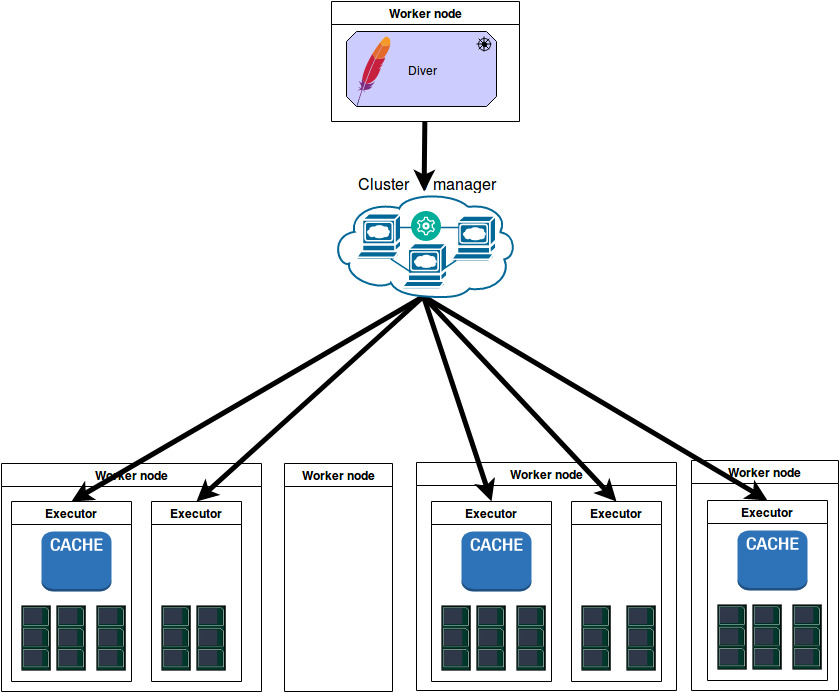 Worker node
Diver
Cluster manager
Worker node
Worker node
Worker node
Worker node
Executor
Executor
Executor
Executor
Executor
CACHE
CACHE
CACHE